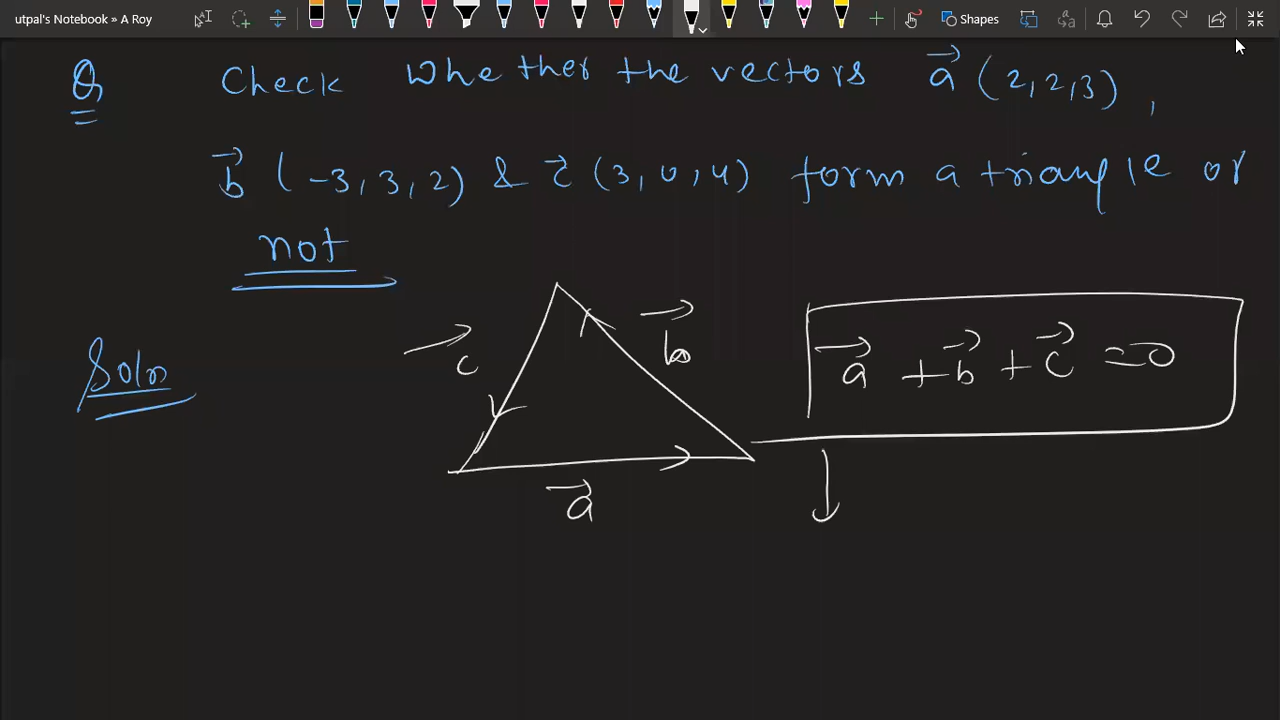 utpal's Notebook » A Roy
Shapes
Q Check Whether the vectors a⃗ (2,2,3),
b⃗ (-3,3,2) & c⃗ (3,0,4) form a triangle or
not
Soln
c⃗
b⃗
a⃗ + b⃗ + c⃗ = 0
a⃗